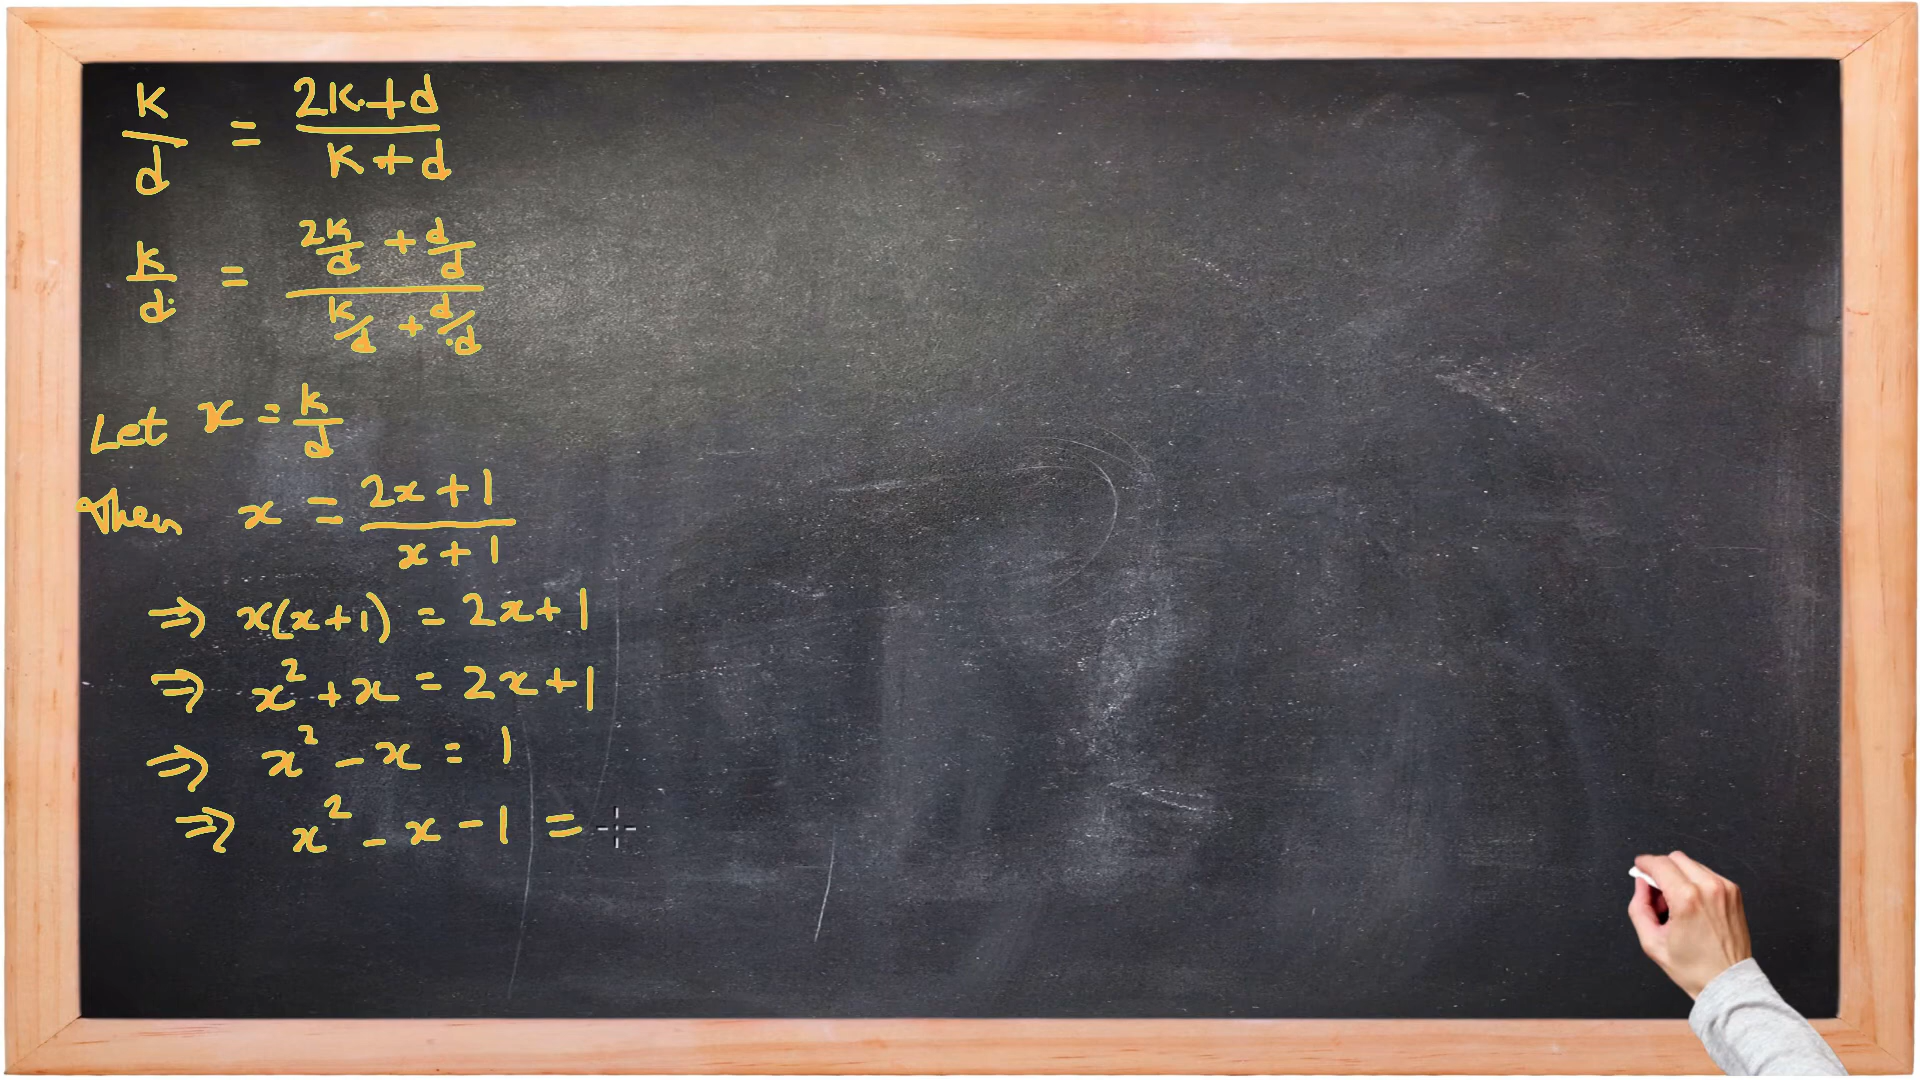 k/d = (2k+d)/(k+d)
k/d = (2k/d + d/d)/(k/d + d/d)
Let x = k/d
Then x = (2x+1)/(x+1)
⇒ x(x+1) = 2x+1
⇒ x² + x = 2x+1
⇒ x² - x = 1
⇒ x² - x - 1 =